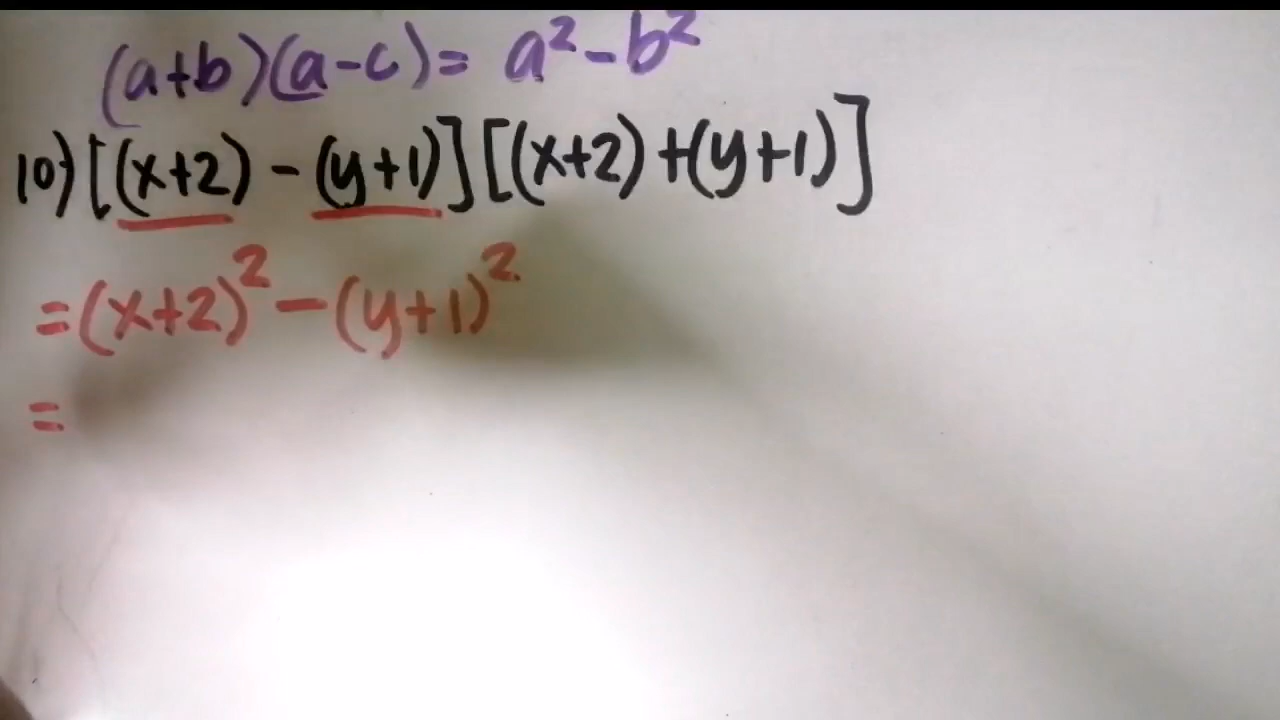 (a+b)(a-c)= a²-b²
10) [(x+2) - (y+1)] [(x+2) +(y+1)]
=(x+2)² -(y+1)²
=